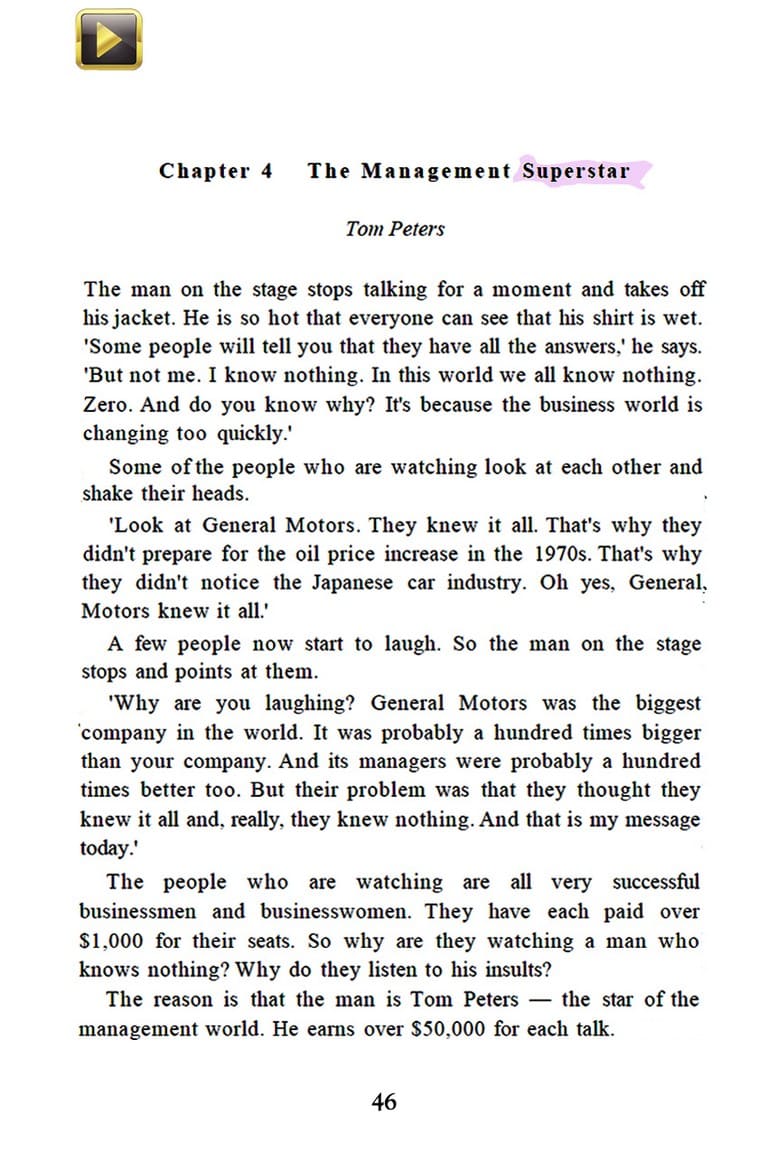 Chapter 4 The Management Superstar
Tom Peters
The man on the stage stops talking for a moment and takes off
his jacket. He is so hot that everyone can see that his shirt is wet.
'Some people will tell you that they have all the answers,' he says.
'But not me. I know nothing. In this world we all know nothing.
Zero. And do you know why? It's because the business world is
changing too quickly.'
Some of the people who are watching look at each other and
shake their heads.
'Look at General Motors. They knew it all. That's why they
didn't prepare for the oil price increase in the 1970s. That's why
they didn't notice the Japanese car industry. Oh yes, General,
Motors knew it all.'
A few people now start to laugh. So the man on the stage
stops and points at them.
'Why are you laughing? General Motors was the biggest
company in the world. It was probably a hundred times bigger
than your company. And its managers were probably a hundred
times better too. But their problem was that they thought they
knew it all and, really, they knew nothing. And that is my message
today.'
The people who are watching are all very successful
businessmen and businesswomen. They have each paid over
$1,000 for their seats. So why are they watching a man who
knows nothing? Why do they listen to his insults?
The reason is that the man is Tom Peters — the star of the
management world. He earns over $50,000 for each talk.
46